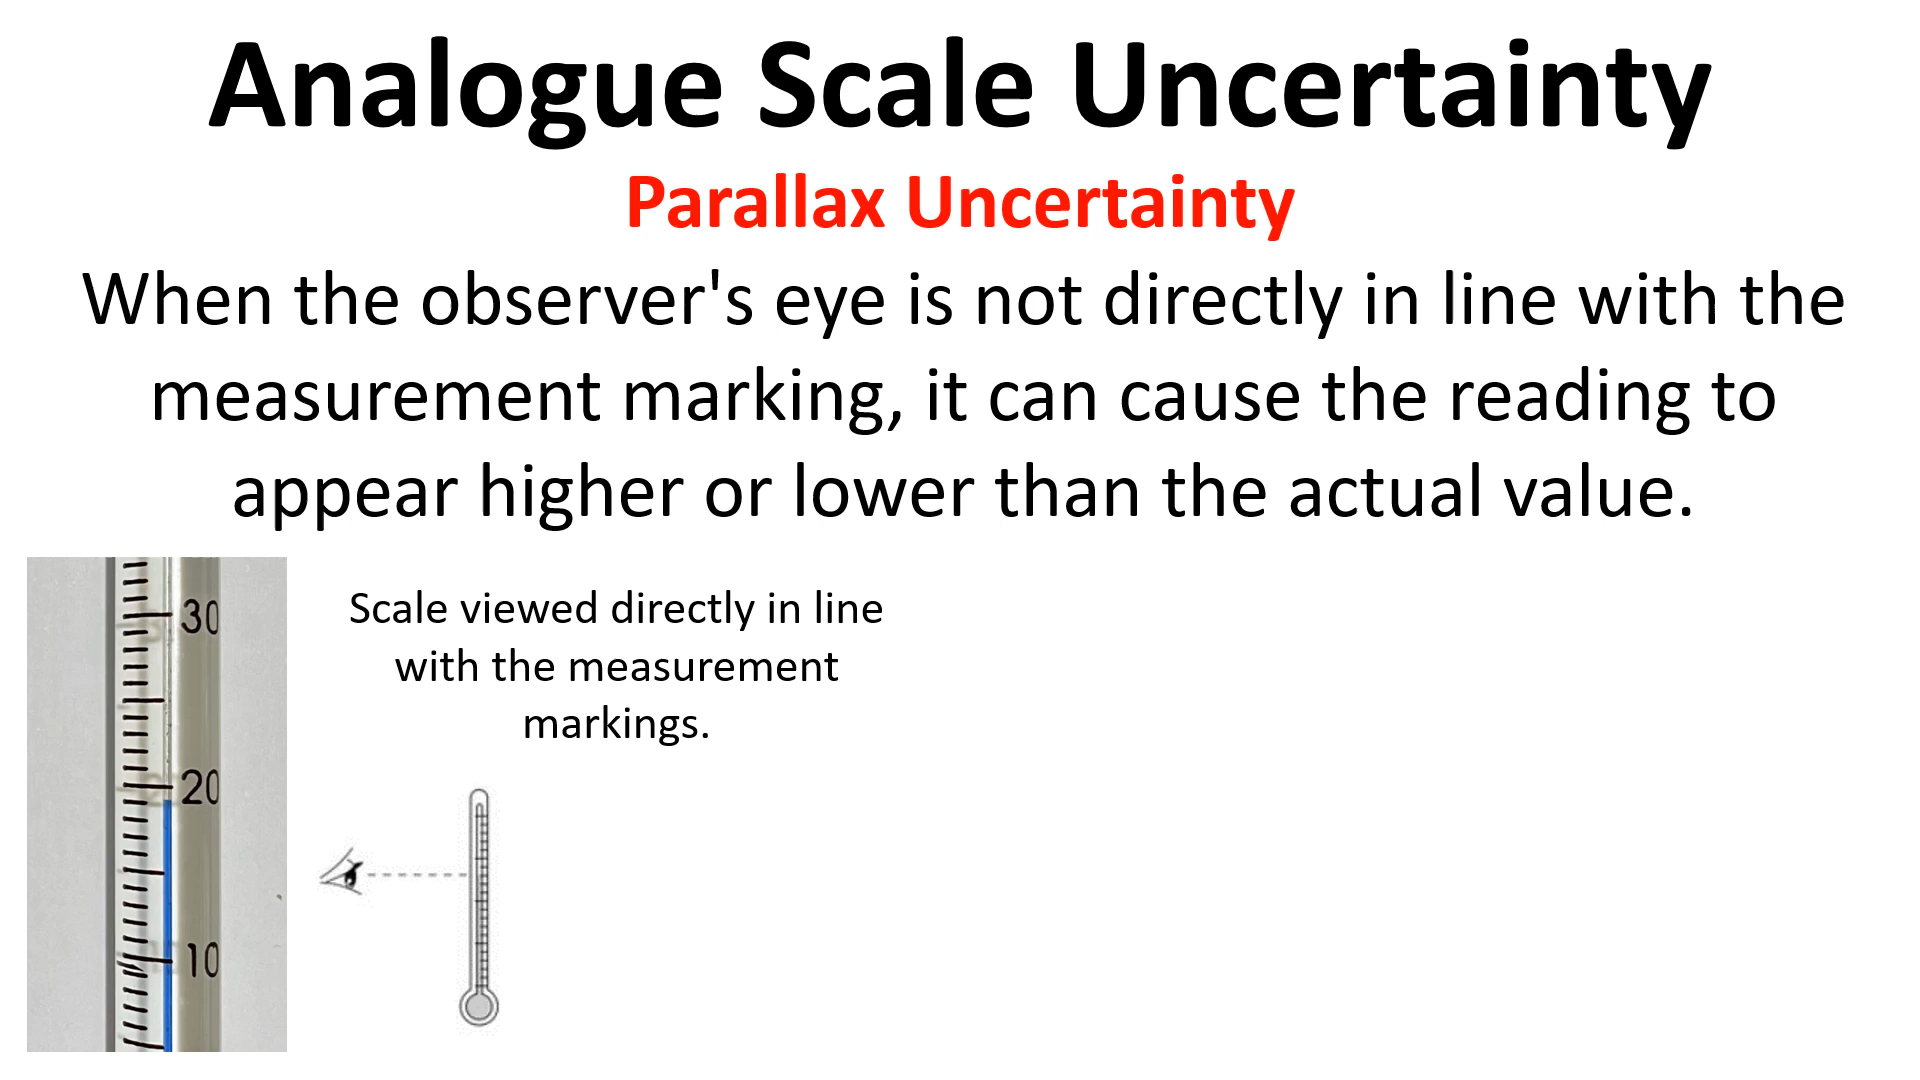 Analogue Scale Uncertainty
Parallax Uncertainty
When the observer's eye is not directly in line with the
measurement marking, it can cause the reading to
appear higher or lower than the actual value.
Scale viewed directly in line
with the measurement
markings.
30
20
10